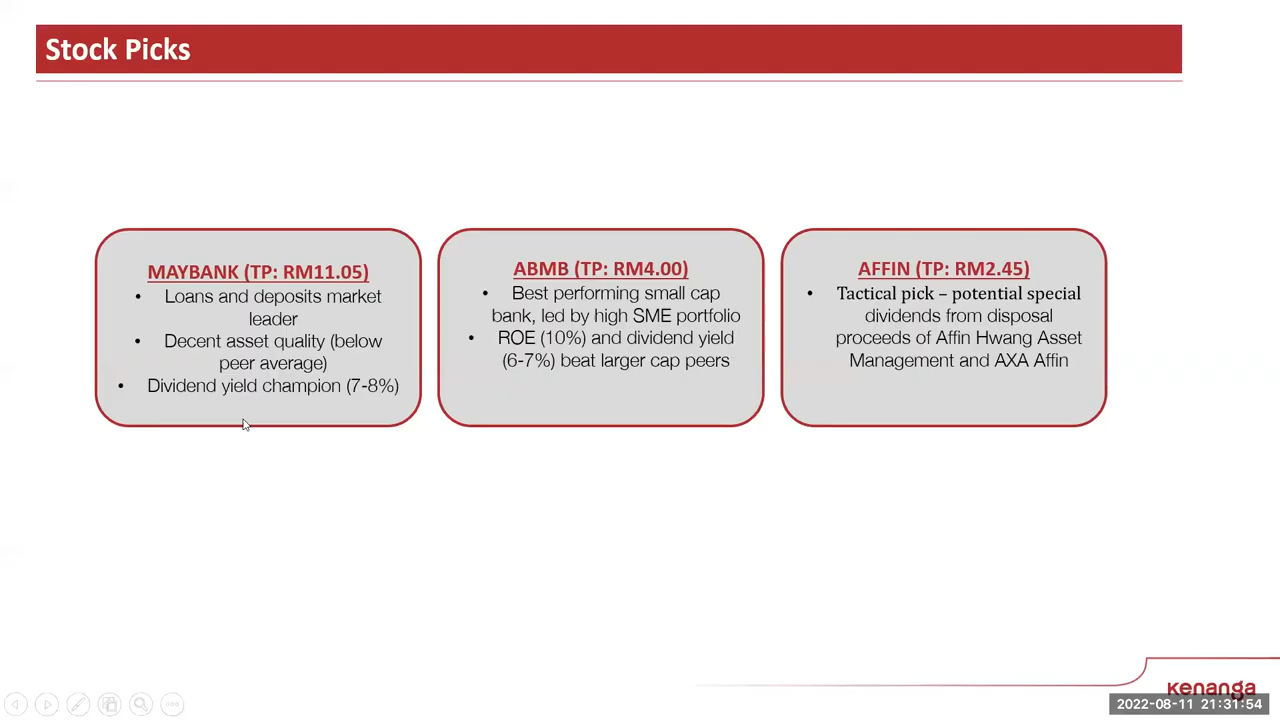 Stock Picks
MAYBANK (TP: RM11.05)
• Loans and deposits market
leader
• Decent asset quality (below
peer average)
• Dividend yield champion (7-8%)
ABMB (TP: RM4.00)
• Best performing small cap
bank, led by high SME portfolio
• ROE (10%) and dividend yield
(6-7%) beat larger cap peers
AFFIN (TP: RM2.45)
• Tactical pick – potential special
dividends from disposal
proceeds of Affin Hwang Asset
Management and AXA Affin
kenanga
2022-08-11 21:31:54